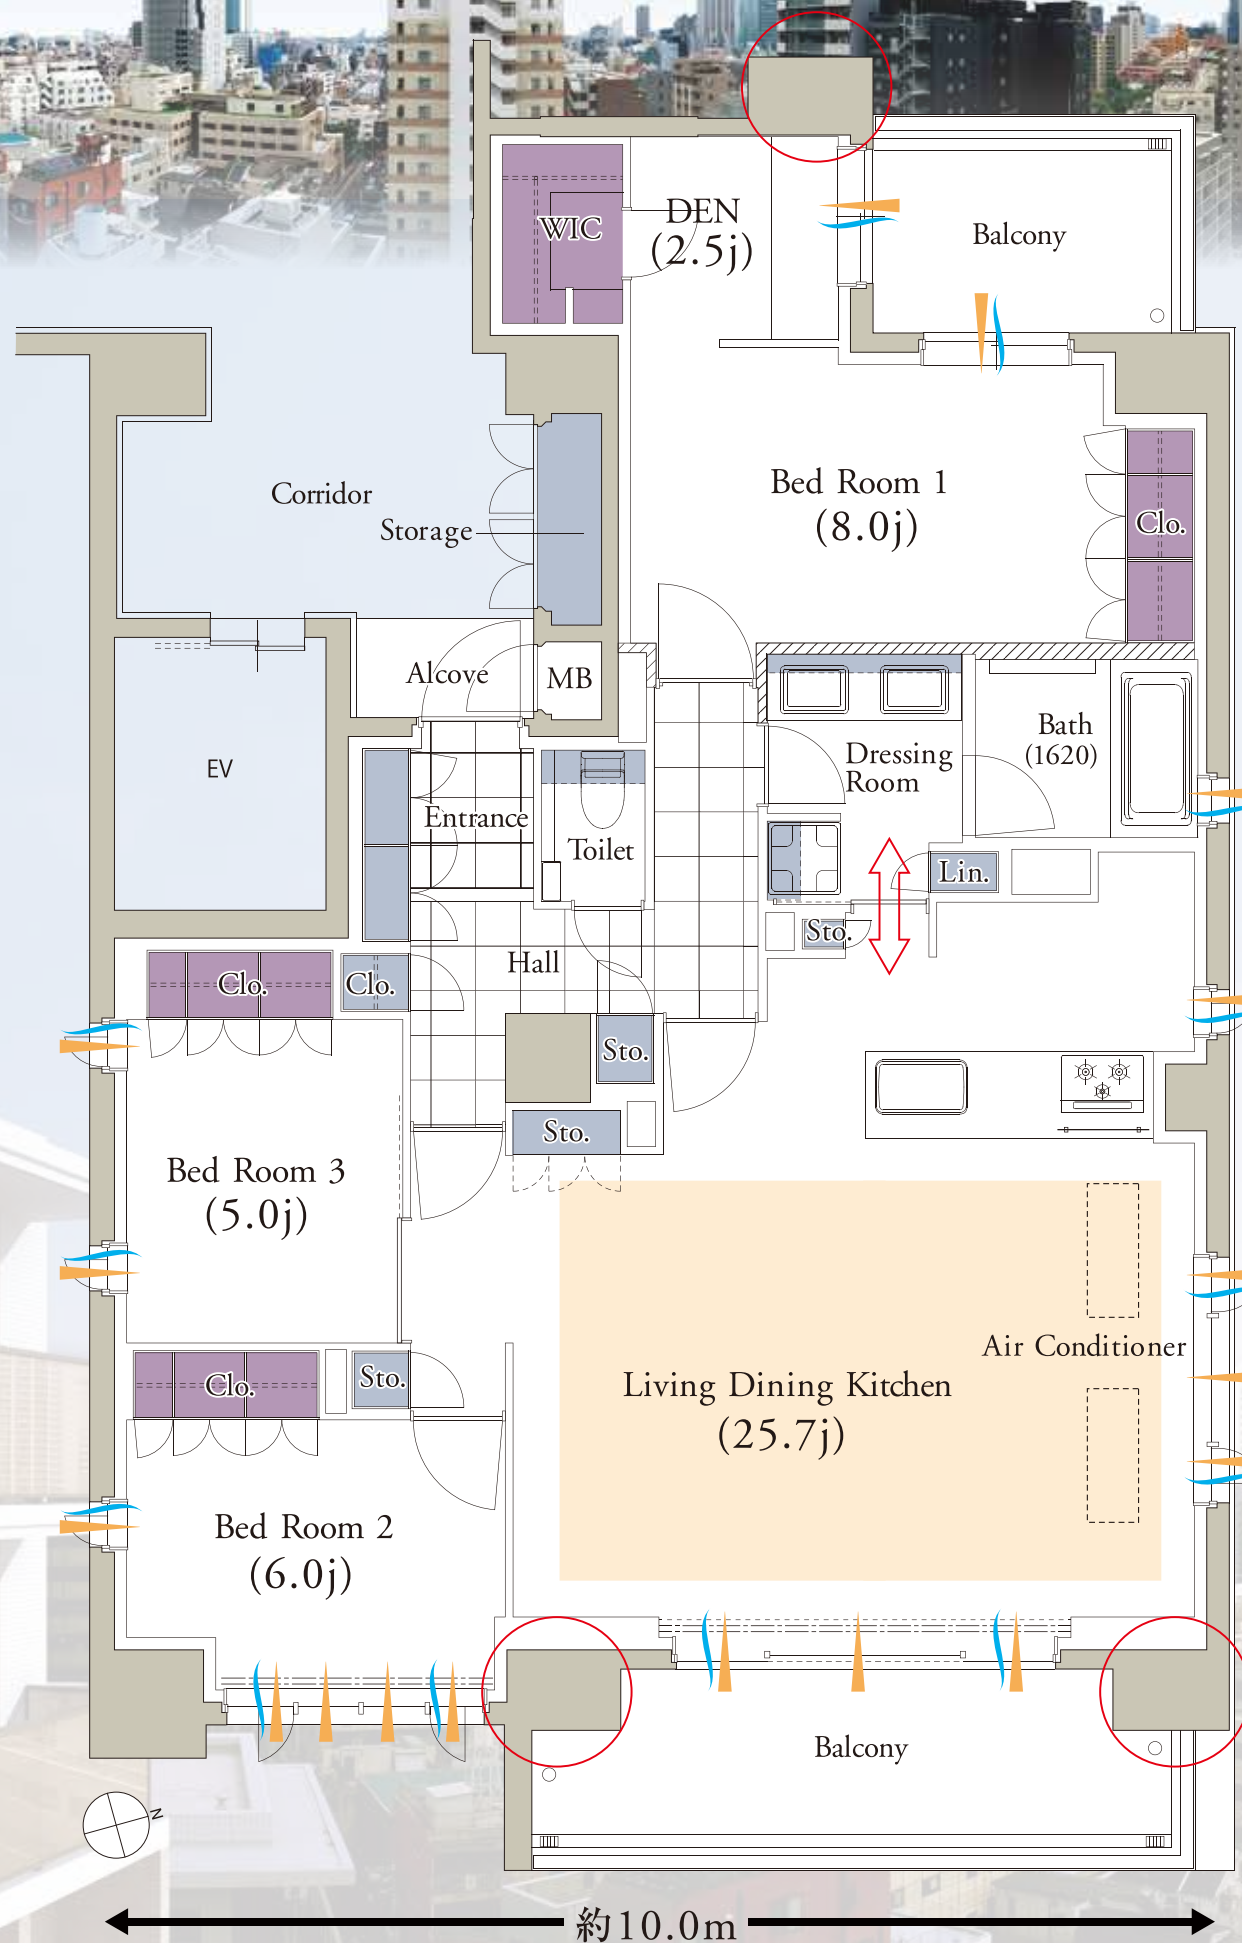 WIC
DEN
(2.5j)
Balcony
Corridor
Storage
Bed Room 1
(8.0j)
Clo.
Alcove
MB
EV
Entrance
Toilet
Dressing
Room
Bath
(1620)
Lin.
Sto.
Hall
Clo.
Clo.
Sto.
Sto.
Bed Room 3
(5.0j)
Air Conditioner
Clo.
Sto.
Living Dining Kitchen
(25.7j)
Bed Room 2
(6.0j)
Balcony
N
約10.0m